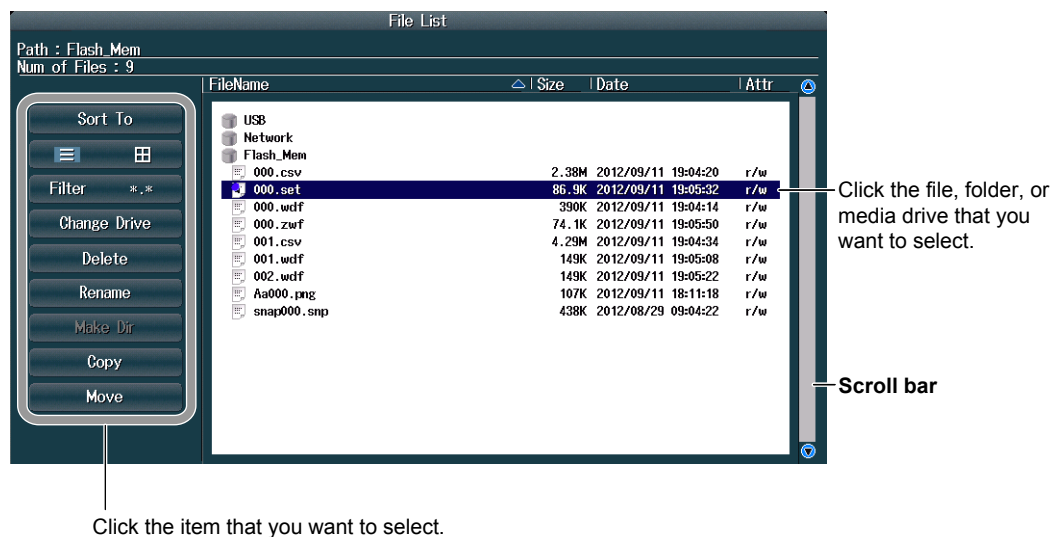 File List
Path : Flash_Mem
Num of Files : 9
FileName Size Date Attr
Sort To
Filter *.*
Change Drive
Delete
Rename
Make Dir
Copy
Move
USB
Network
Flash_Mem
000.csv 2.38M 2012/09/11 19:04:20 r/w
000.set 86.9K 2012/09/11 19:05:32 r/w
000.wdf 390K 2012/09/11 19:04:14 r/w
000.zwf 74.1K 2012/09/11 19:05:50 r/w
001.csv 4.29M 2012/09/11 19:04:34 r/w
001.wdf 149K 2012/09/11 19:05:08 r/w
002.wdf 149K 2012/09/11 19:05:22 r/w
Aa000.png 107K 2012/09/11 18:11:18 r/w
snap000.snp 438K 2012/08/29 09:04:22 r/w
Click the file, folder, or
media drive that you
want to select.
Scroll bar
Click the item that you want to select.